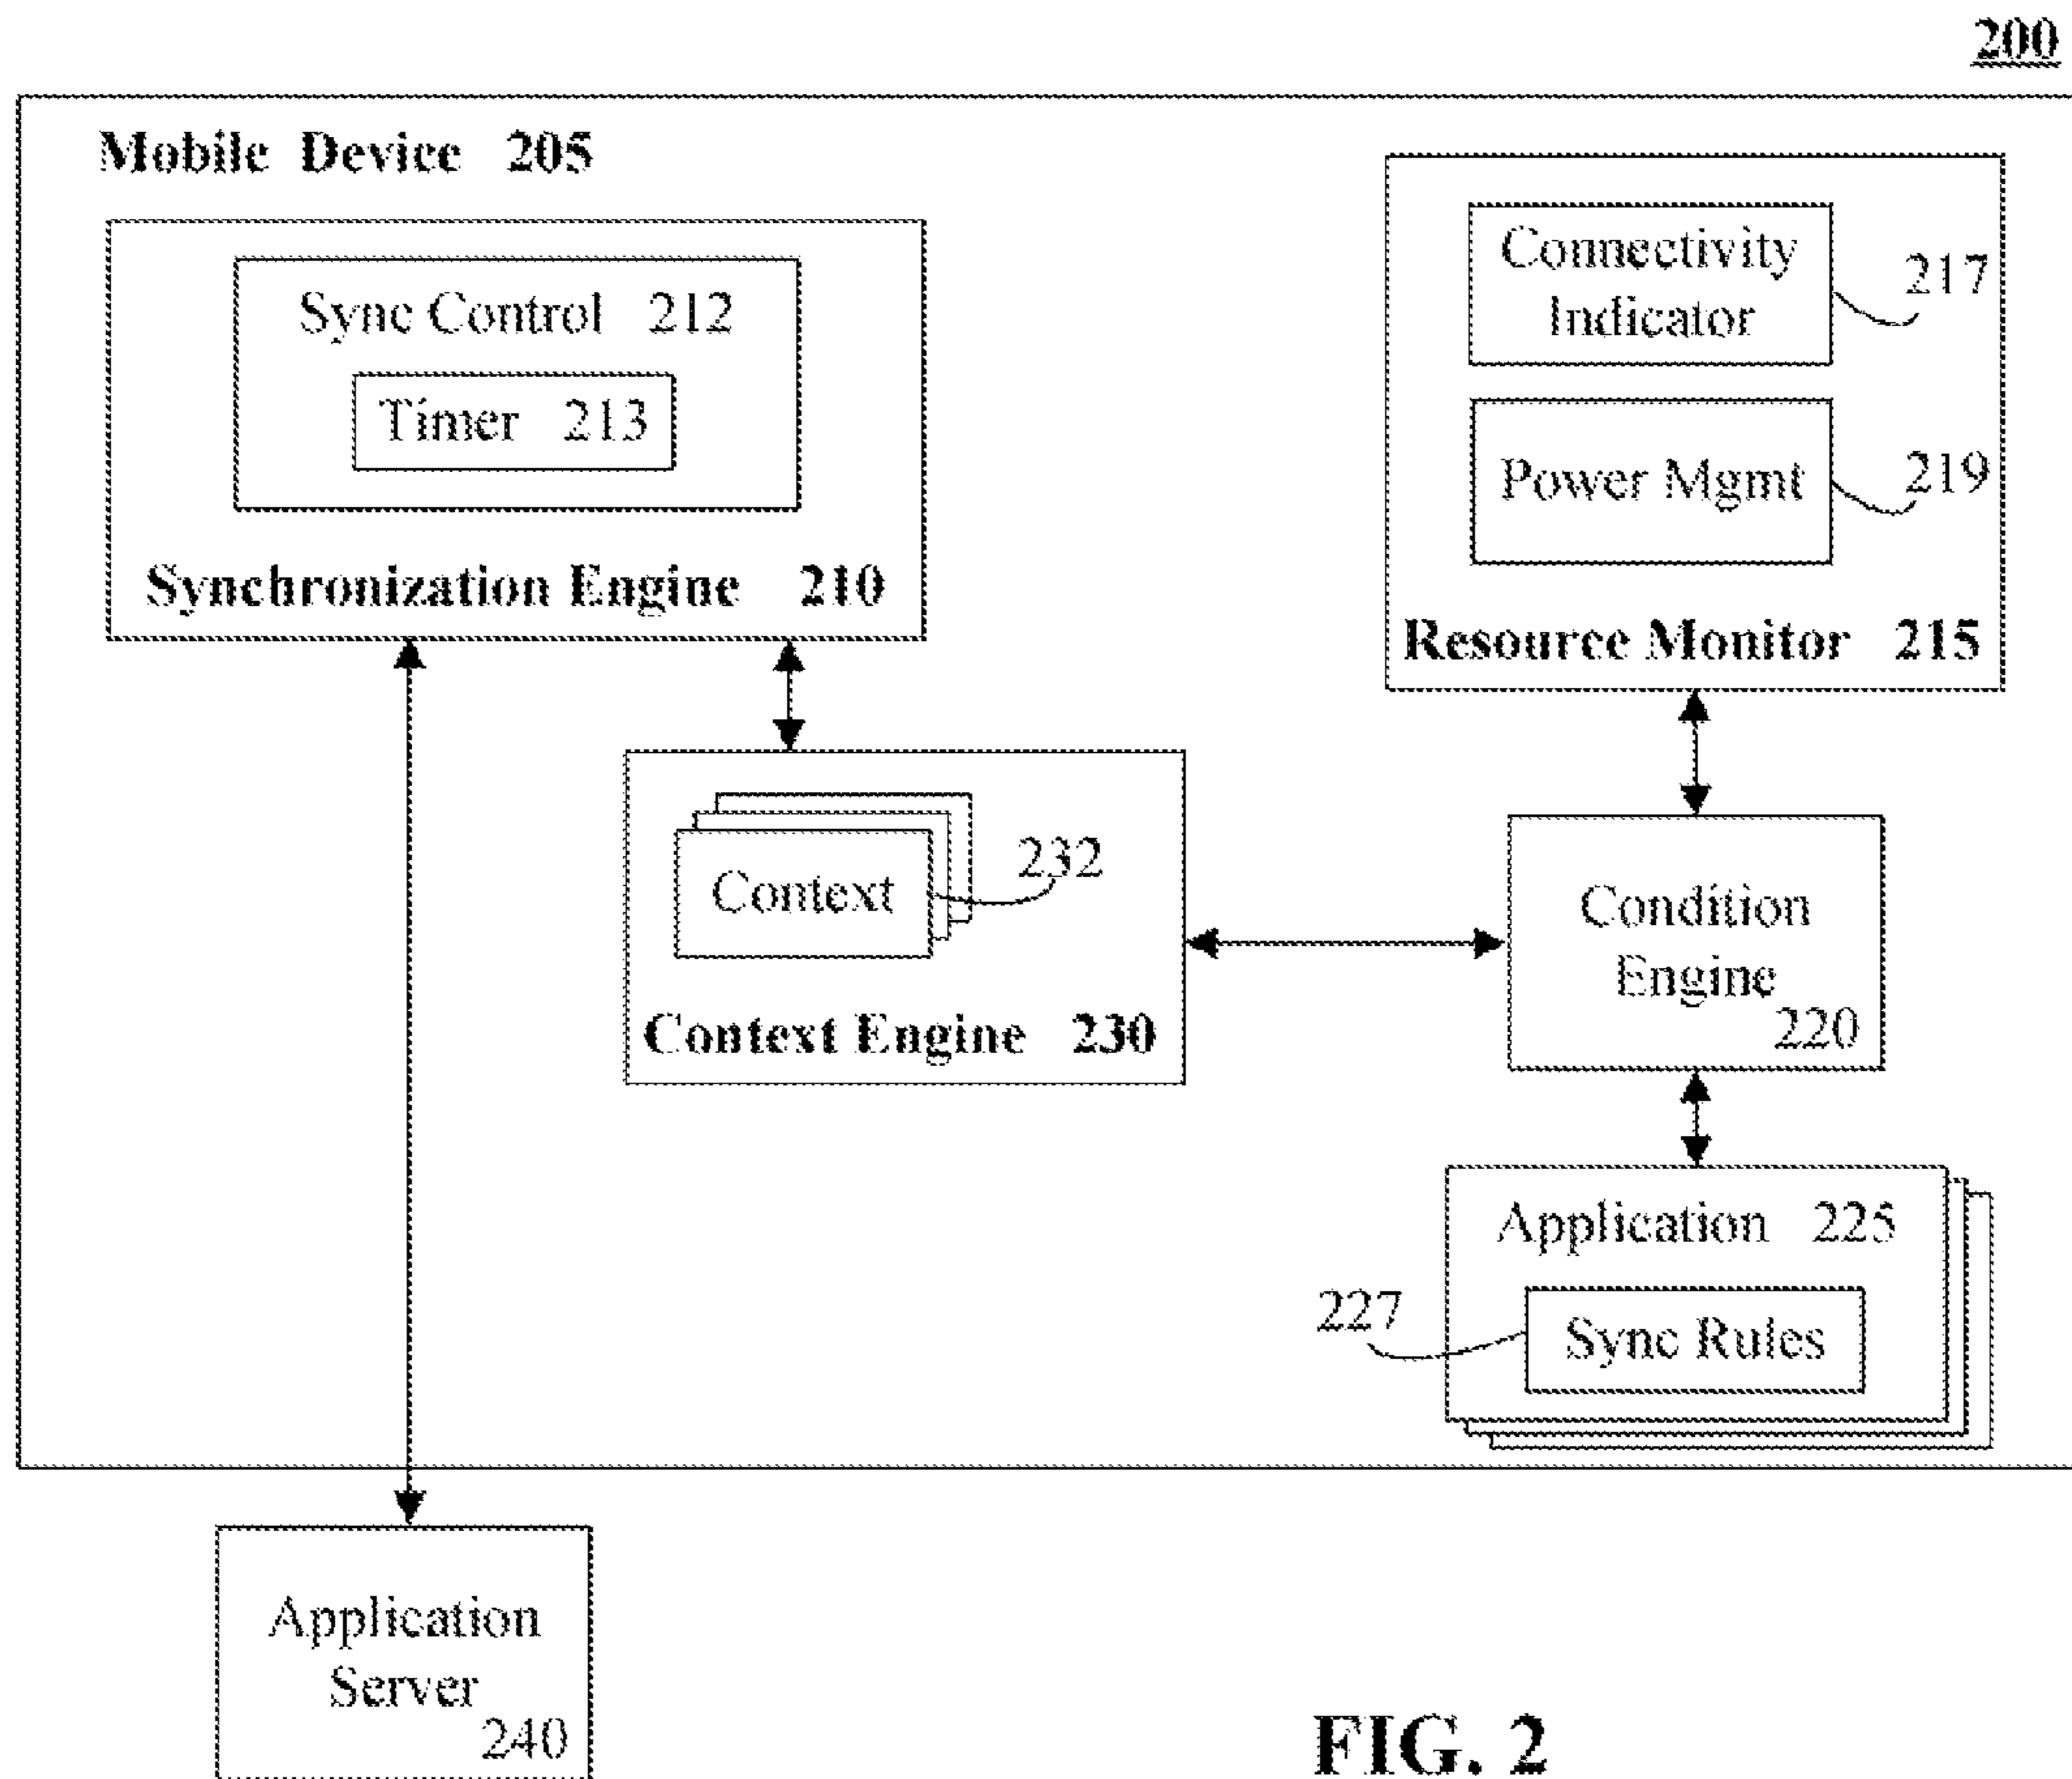 200
Mobile Device 205
Sync Control 212
Timer 213
Synchronization Engine 210
Connectivity
Indicator
217
Power Mgmt
219
Resource Monitor 215
Context
232
Context Engine 230
Condition
Engine
220
Application 225
227
Sync Rules
Application
Server
240
FIG. 2